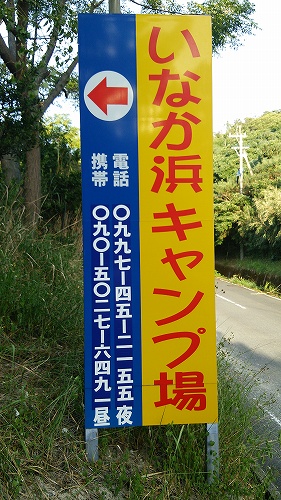 いなか浜キャンプ場
電話 〇九九七ー四五ー二一五五夜
携帯 〇九〇ー五〇二七ー六四九一昼